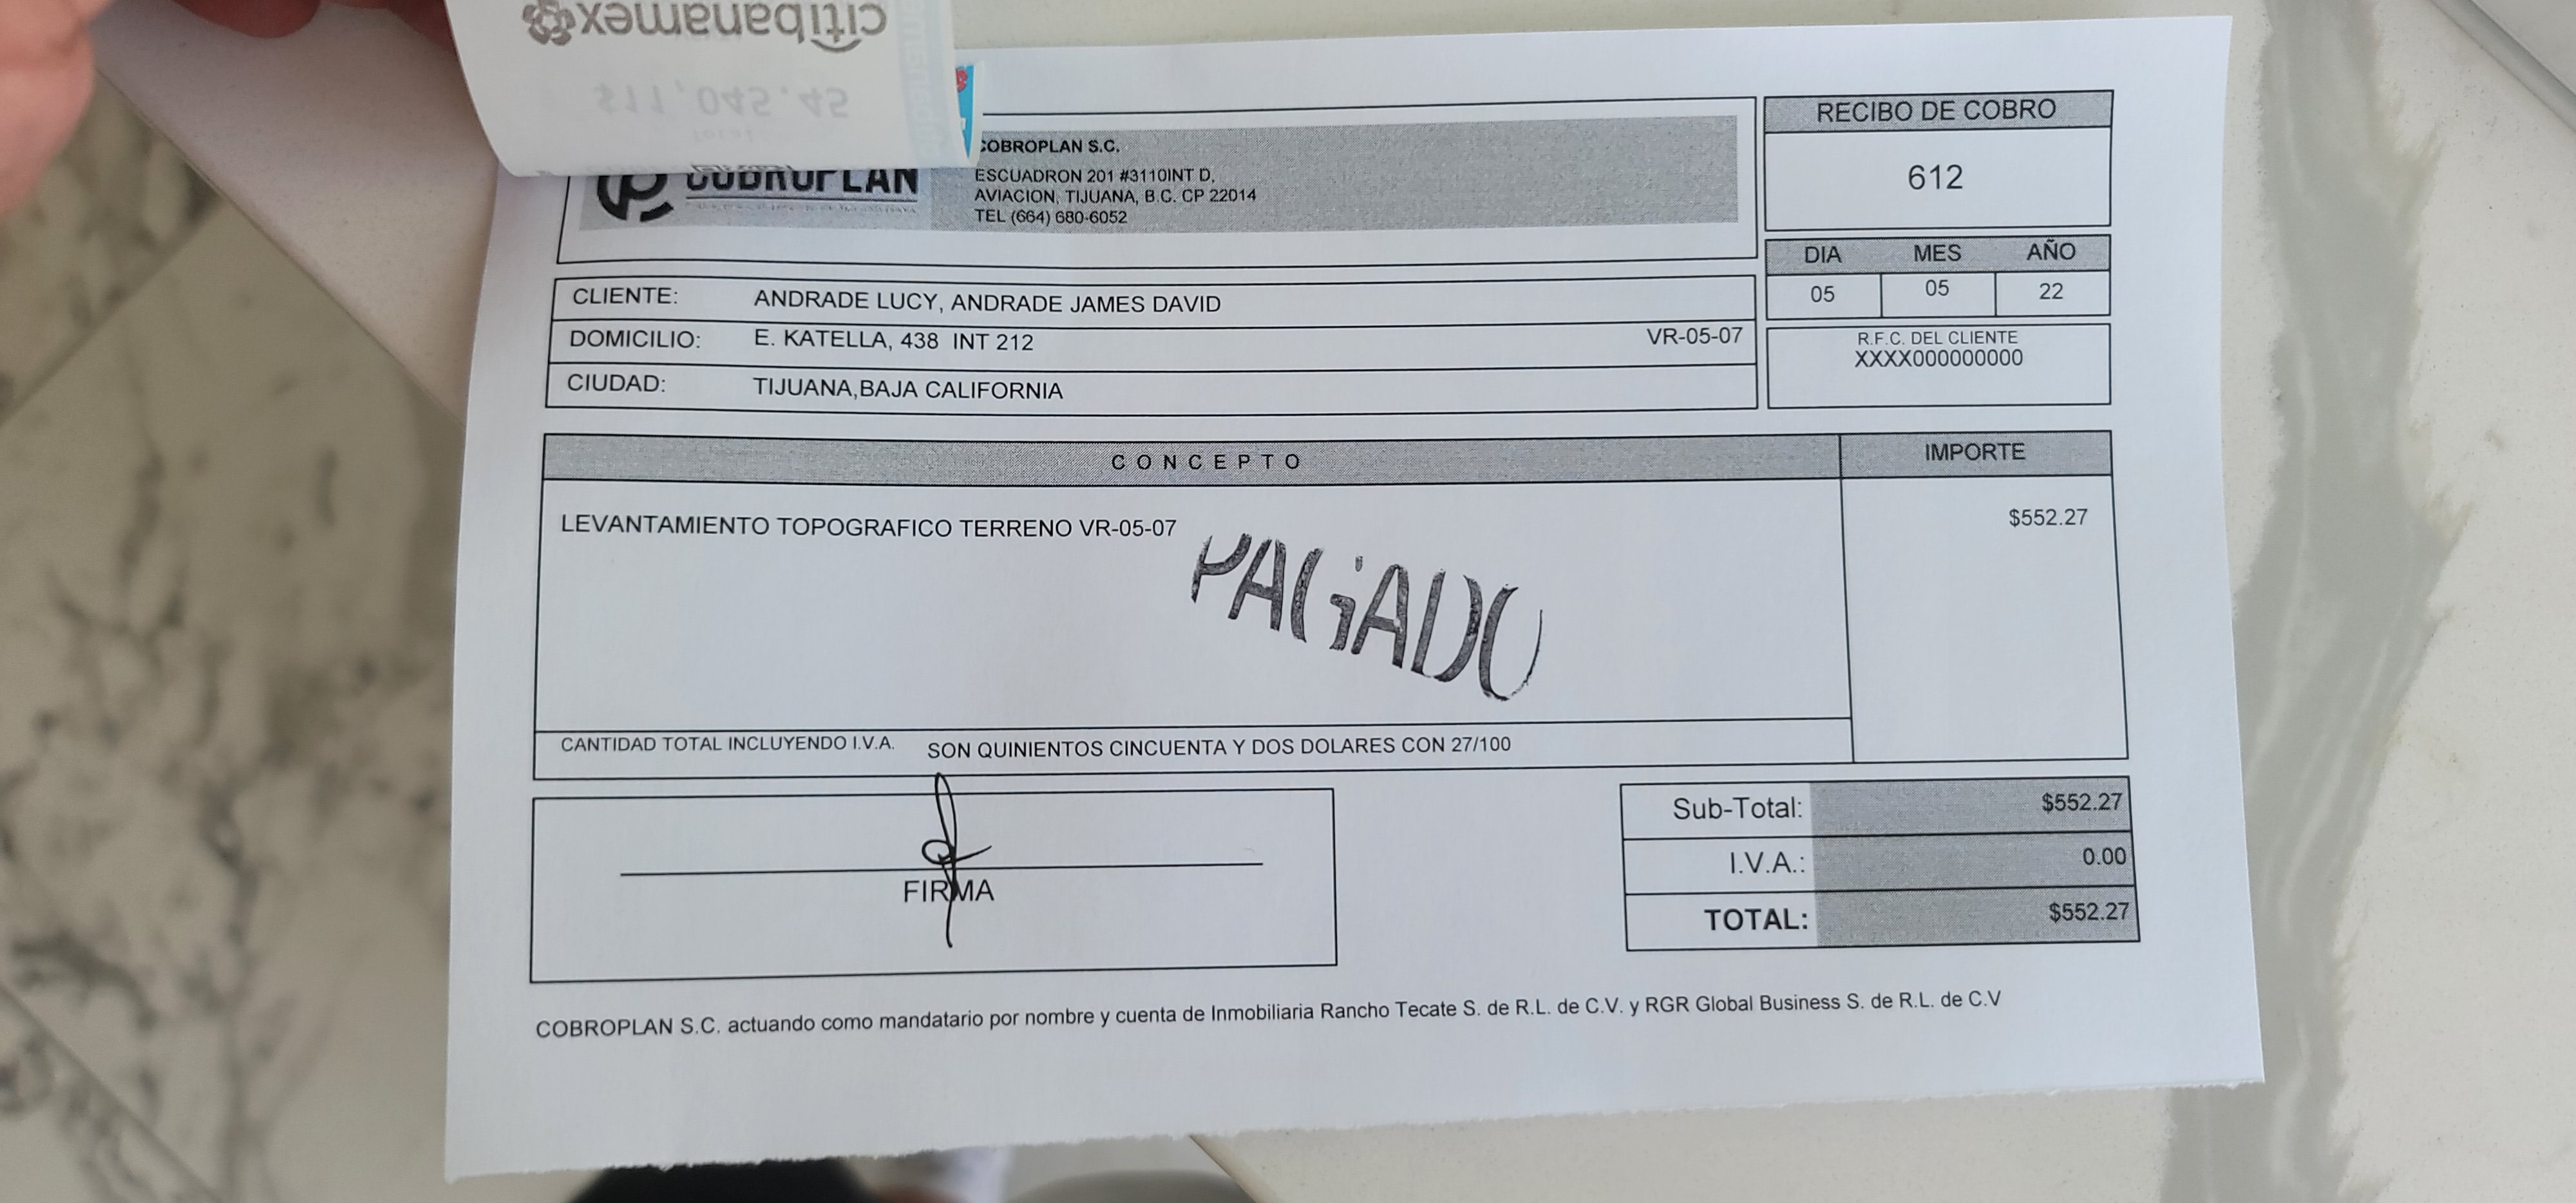 citibanamex
COBROPLAN
COBROPLAN S.C.
ESCUADRON 201 #3110INT D,
AVIACION, TIJUANA, B.C. CP 22014
TEL (664) 680-6052
RECIBO DE COBRO
612
DIA MES AÑO
05 05 22
CLIENTE: ANDRADE LUCY, ANDRADE JAMES DAVID
DOMICILIO: E. KATELLA, 438 INT 212 VR-05-07
CIUDAD: TIJUANA,BAJA CALIFORNIA
R.F.C. DEL CLIENTE
XXXX0000000000
CONCEPTO IMPORTE
LEVANTAMIENTO TOPOGRAFICO TERRENO VR-05-07 $552.27
PAGADO
CANTIDAD TOTAL INCLUYENDO I.V.A. SON QUINIENTOS CINCUENTA Y DOS DOLARES CON 27/100
FIRMA
Sub-Total: $552.27
I.V.A.: 0.00
TOTAL: $552.27
COBROPLAN S.C. actuando como mandatario por nombre y cuenta de Inmobiliaria Rancho Tecate S. de R.L. de C.V. y RGR Global Business S. de R.L. de C.V